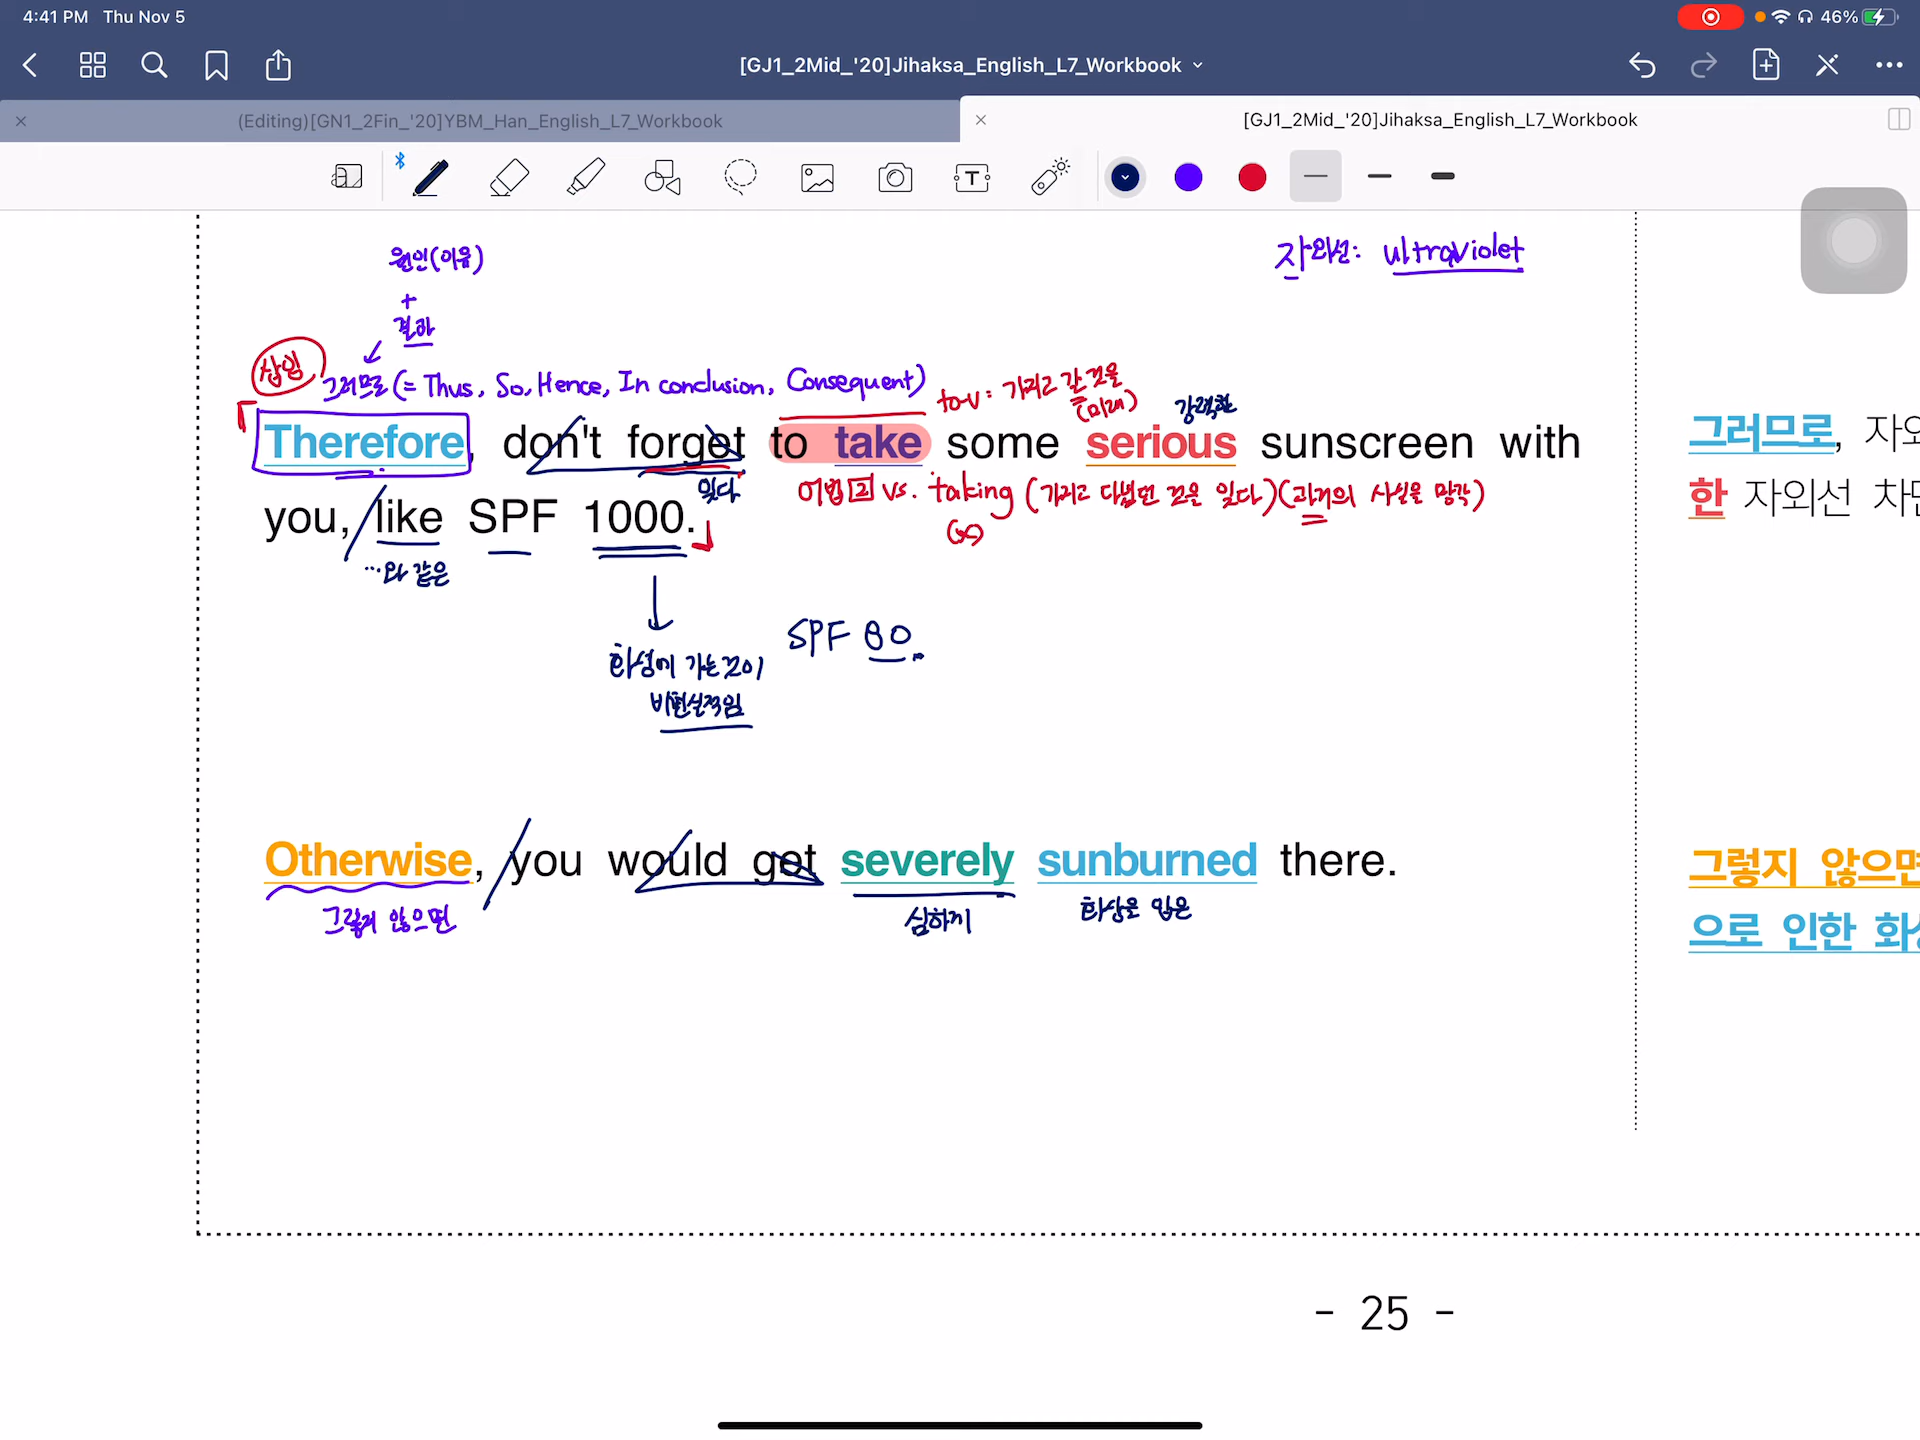 4:41 PM Thu Nov 5
46%
[GJ1_2Mid_'20]Jihaksa_English_L7_Workbook
(Editing)[GN1_2Fin_'20]YBM_Han_English_L7_Workbook
[GJ1_2Mid_'20]Jihaksa_English_L7_Workbook
원인(이유)
+
결과
자외선: ultraviolet
삽입
그러므로(= Thus, So, Hence, In conclusion, Consequent)
to-v: 가지고 갈 것을
(미래)
강력한
Therefore, don't forget to take some serious sunscreen with
잊다
어법 vs. taking (가지고 다녔던 것을 잊다)(과거의 사실을 망각)
(x)
you, like SPF 1000.
…와 같은
SPF 80.
화성에 가는 것이
비현실적임
Otherwise, you would get severely sunburned there.
그렇지 않으면
심하게
화상을 입은
그러므로, 자외
한 자외선 차단
그렇지 않으면
으로 인한 화상
- 25 -